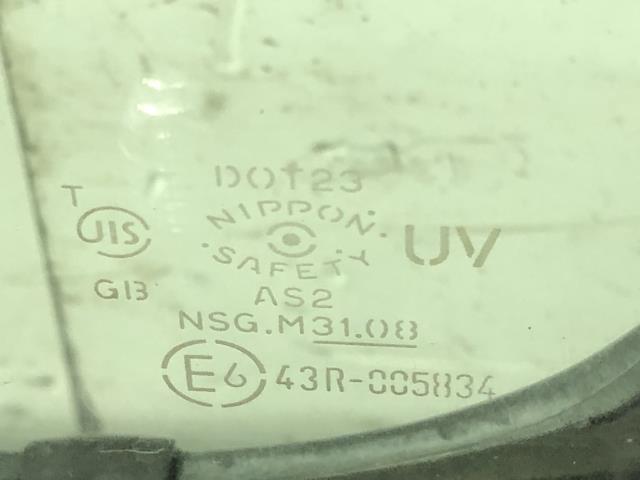 DOT23
T
NIPPON
JIS
UV
SAFETY
G13
AS2
NSG.M31.08
E6 43R-005834